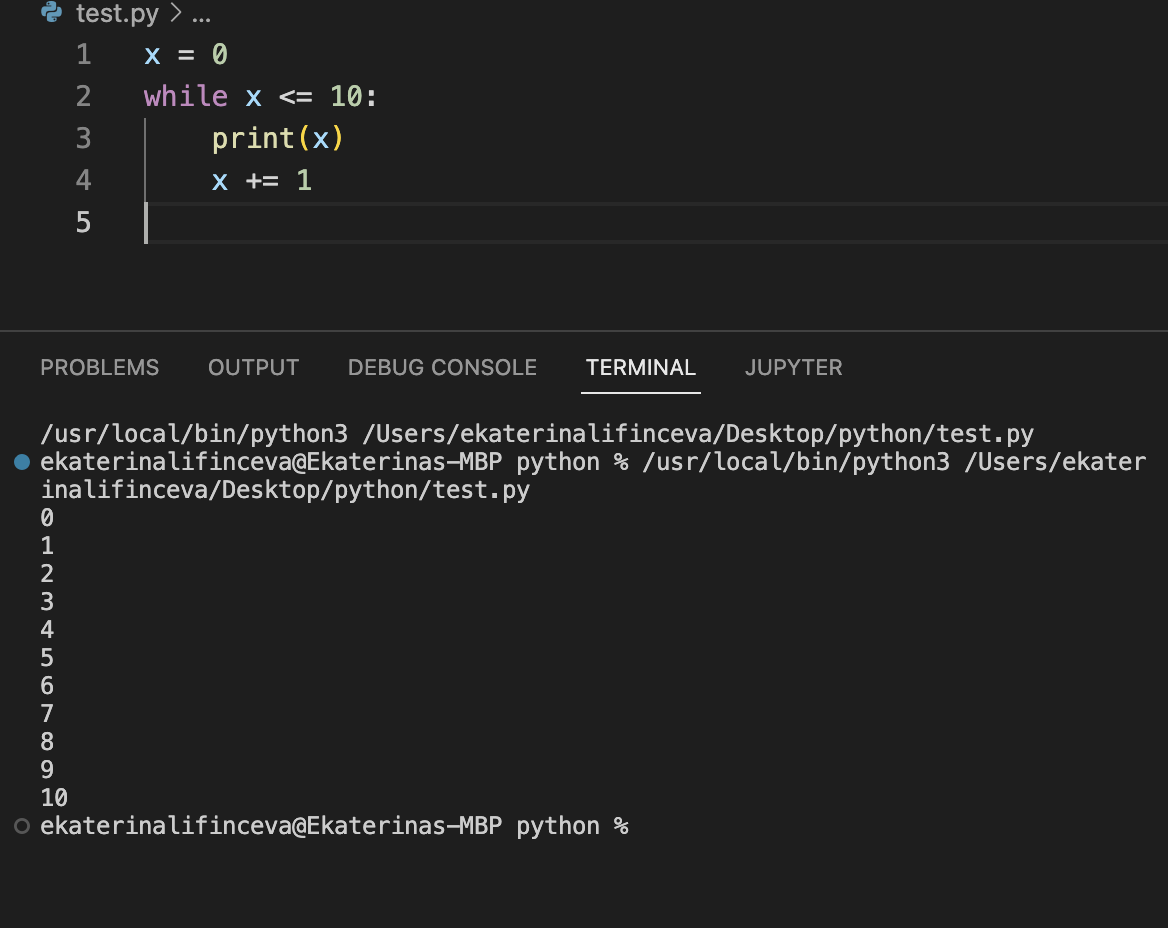 test.py > ...
1 x = 0
2 while x <= 10:
3     print(x)
4     x += 1
5
PROBLEMS OUTPUT DEBUG CONSOLE TERMINAL JUPYTER
/usr/local/bin/python3 /Users/ekaterinalifinceva/Desktop/python/test.py
ekaterinalifinceva@Ekaterinas-MBP python % /usr/local/bin/python3 /Users/ekater
inalifinceva/Desktop/python/test.py
0
1
2
3
4
5
6
7
8
9
10
ekaterinalifinceva@Ekaterinas-MBP python %